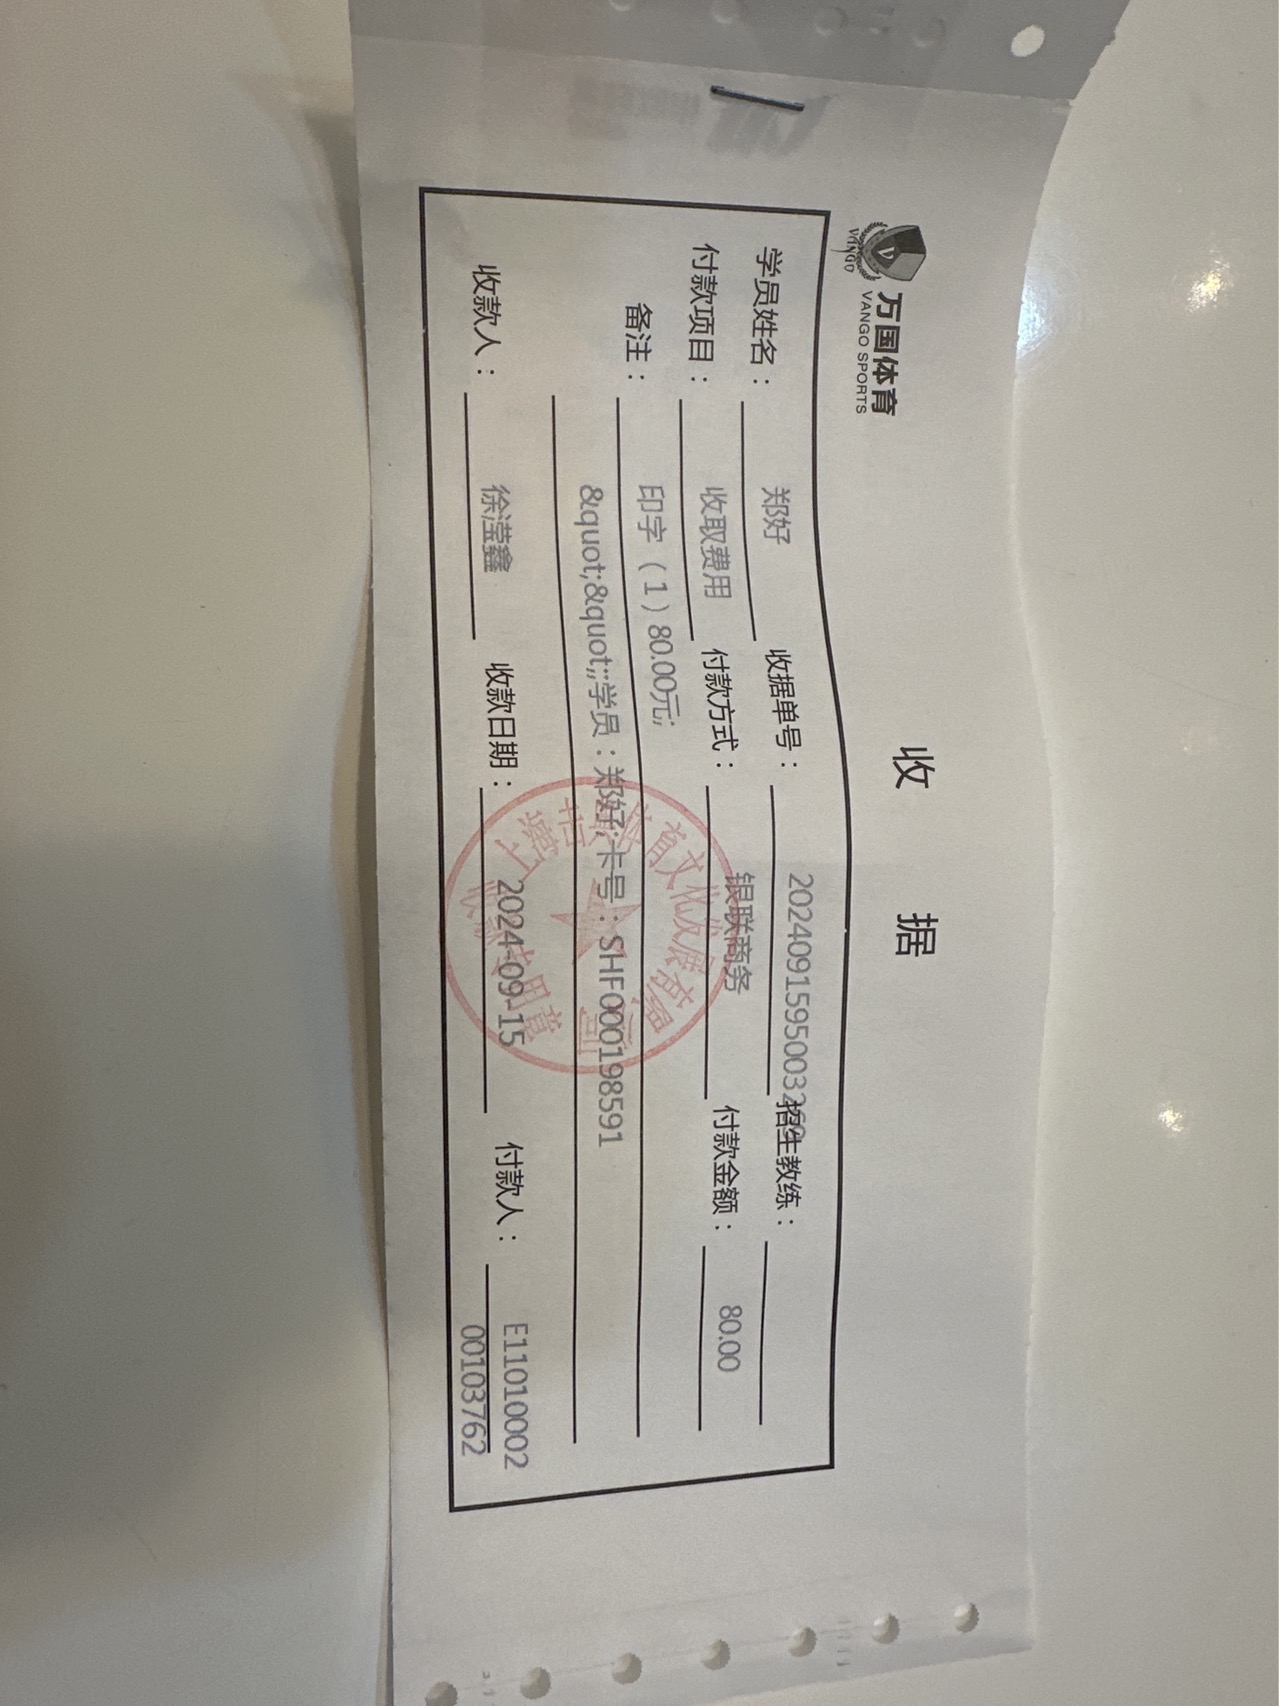 VANGO
万国体育
VANGO SPORTS
收 据
学员姓名： 郑好 收据单号： 2024091595003269 招生教练：
付款项目： 收取费用 付款方式： 银联商务 付款金额： 80.00
备注： 印字（1）80.00元;
&quot;&quot;;学员：郑好;卡号：SHF000198591
收款人： 徐滢鑫 收款日期： 2024-09-15 付款人： E11010002
00103762